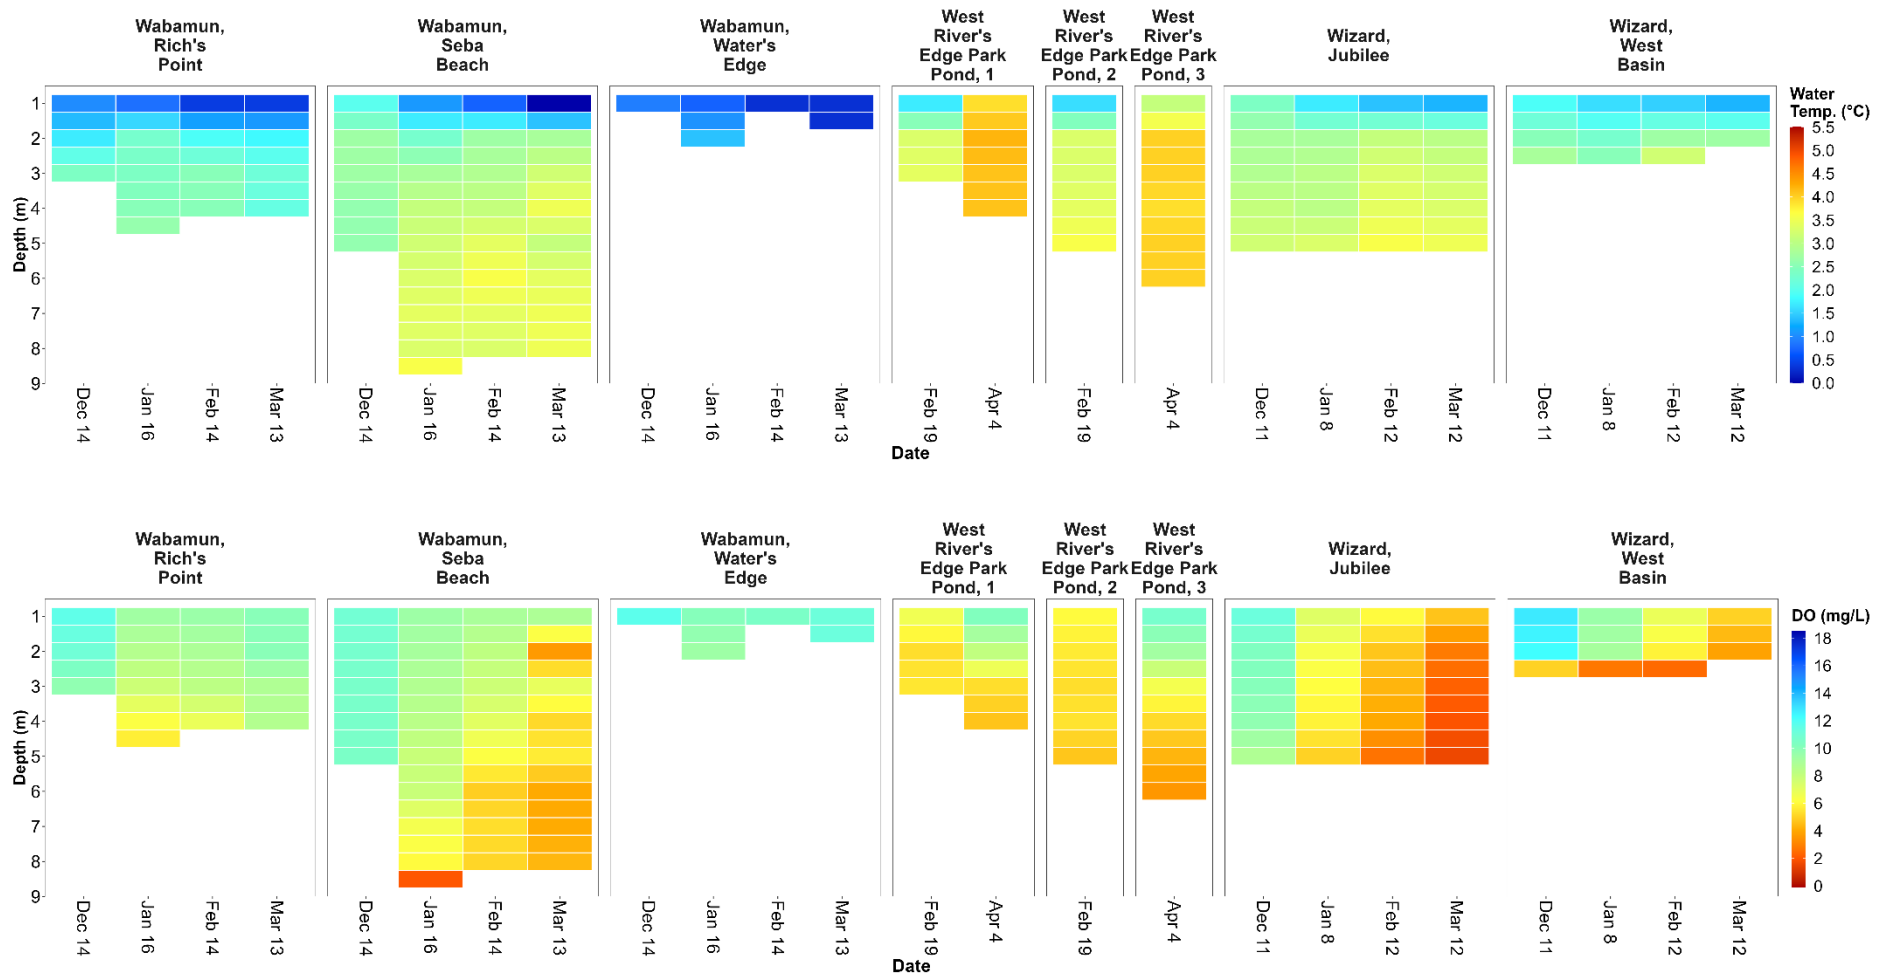 Wabamun,
Rich's
Point
Wabamun,
Seba
Beach
Wabamun,
Water's
Edge
West
River's
Edge Park
Pond, 1
West
River's
Edge Park
Pond, 2
West
River's
Edge Park
Pond, 3
Wizard,
Jubilee
Wizard,
West
Basin
Depth (m)
1
2
3
4
5
6
7
8
9
Water
Temp. (°C)
5.5
5.0
4.5
4.0
3.5
3.0
2.5
2.0
1.5
1.0
0.5
0.0
Dec 14
Jan 16
Feb 14
Mar 13
Dec 14
Jan 16
Feb 14
Mar 13
Dec 14
Jan 16
Feb 14
Mar 13
Feb 19
Apr 4
Feb 19
Apr 4
Dec 11
Jan 8
Feb 12
Mar 12
Dec 11
Jan 8
Feb 12
Mar 12
Date
Wabamun,
Rich's
Point
Wabamun,
Seba
Beach
Wabamun,
Water's
Edge
West
River's
Edge Park
Pond, 1
West
River's
Edge Park
Pond, 2
West
River's
Edge Park
Pond, 3
Wizard,
Jubilee
Wizard,
West
Basin
Depth (m)
1
2
3
4
5
6
7
8
9
DO (mg/L)
18
16
14
12
10
8
6
4
2
0
Dec 14
Jan 16
Feb 14
Mar 13
Dec 14
Jan 16
Feb 14
Mar 13
Dec 14
Jan 16
Feb 14
Mar 13
Feb 19
Apr 4
Feb 19
Apr 4
Dec 11
Jan 8
Feb 12
Mar 12
Dec 11
Jan 8
Feb 12
Mar 12
Date